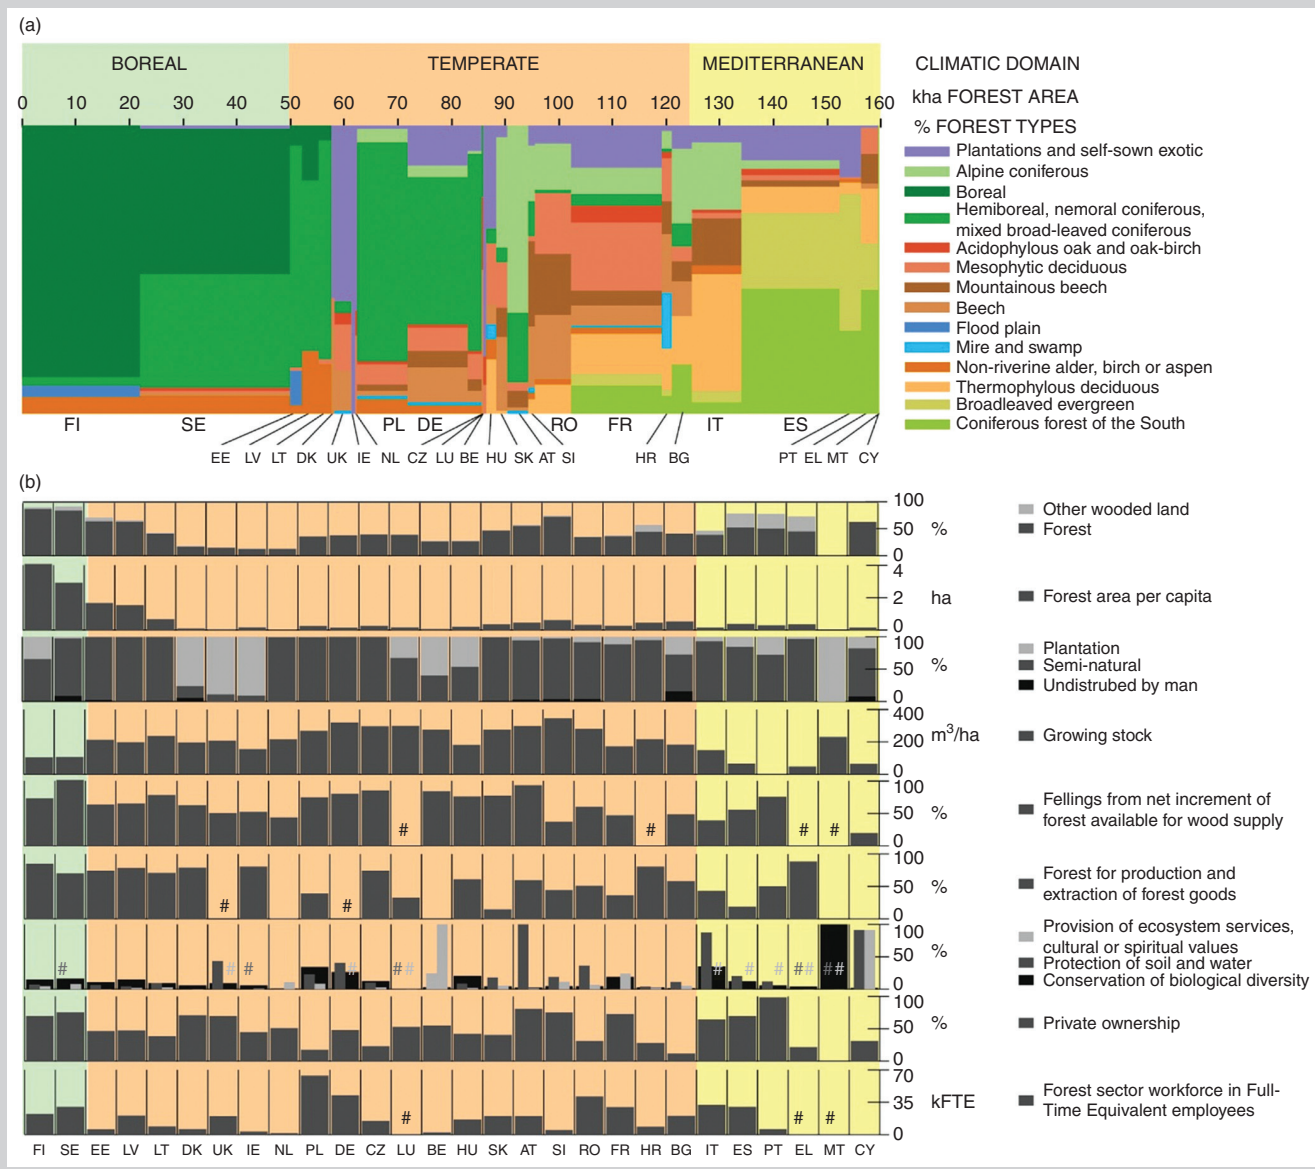 (a)
BOREAL TEMPERATE MEDITERRANEAN CLIMATIC DOMAIN
0 10 20 30 40 50 60 70 80 90 100 110 120 130 140 150 160 kha FOREST AREA
% FOREST TYPES
Plantations and self-sown exotic
Alpine coniferous
Boreal
Hemiboreal, nemoral coniferous,
mixed broad-leaved coniferous
Acidophylous oak and oak-birch
Mesophytic deciduous
Mountainous beech
Beech
Flood plain
Mire and swamp
Non-riverine alder, birch or aspen
Thermophylous deciduous
Broadleaved evergreen
Coniferous forest of the South
FI SE PL DE RO FR IT ES
EE LV LT DK UK IE NL CZ LU BE HU SK AT SI HR BG PT EL MT CY
(b)
100
50 %
0
Other wooded land
Forest
4
2 ha
0
Forest area per capita
100
50 %
0
Plantation
Semi-natural
Undistrubed by man
400
200 m³/ha
0
Growing stock
100
50 %
0
# # # #
Fellings from net increment of
forest available for wood supply
100
50 %
0
# #
Forest for production and
extraction of forest goods
100
50 %
0
# # # # # # # # # # # # #
Provision of ecosystem services,
cultural or spiritual values
Protection of soil and water
Conservation of biological diversity
100
50 %
0
Private ownership
70
35 kFTE
0
# # #
Forest sector workforce in Full-
Time Equivalent employees
FI SE EE LV LT DK UK IE NL PL DE CZ LU BE HU SK AT SI RO FR HR BG IT ES PT EL MT CY